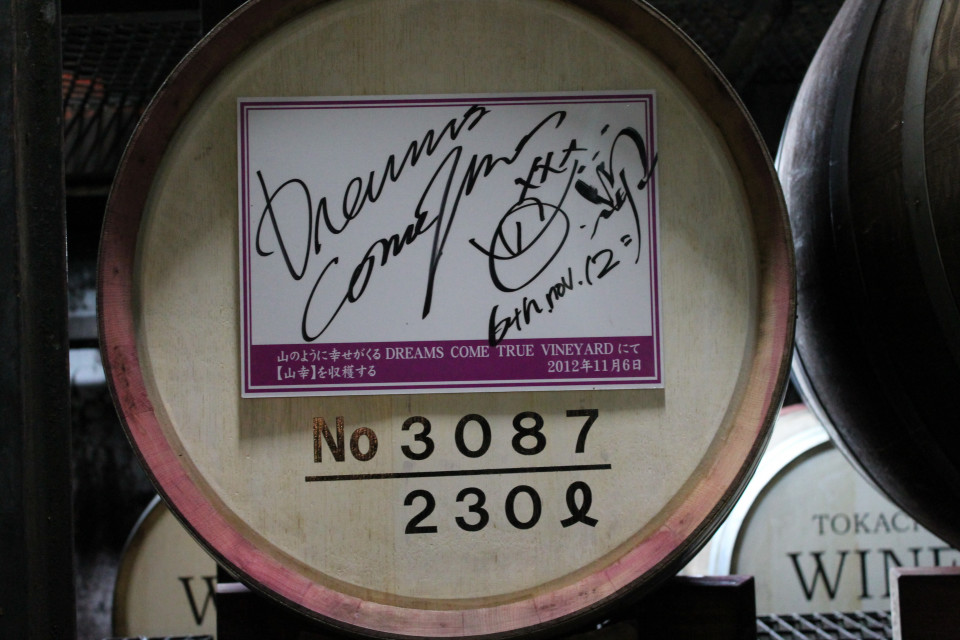 Dreams
Come True
6th. Nov. 12
山のように幸せがくる DREAMS COME TRUE VINEYARD にて
【山幸】を収穫する 2012年11月6日
No 3087
230ℓ
TOKAC
WIN
W